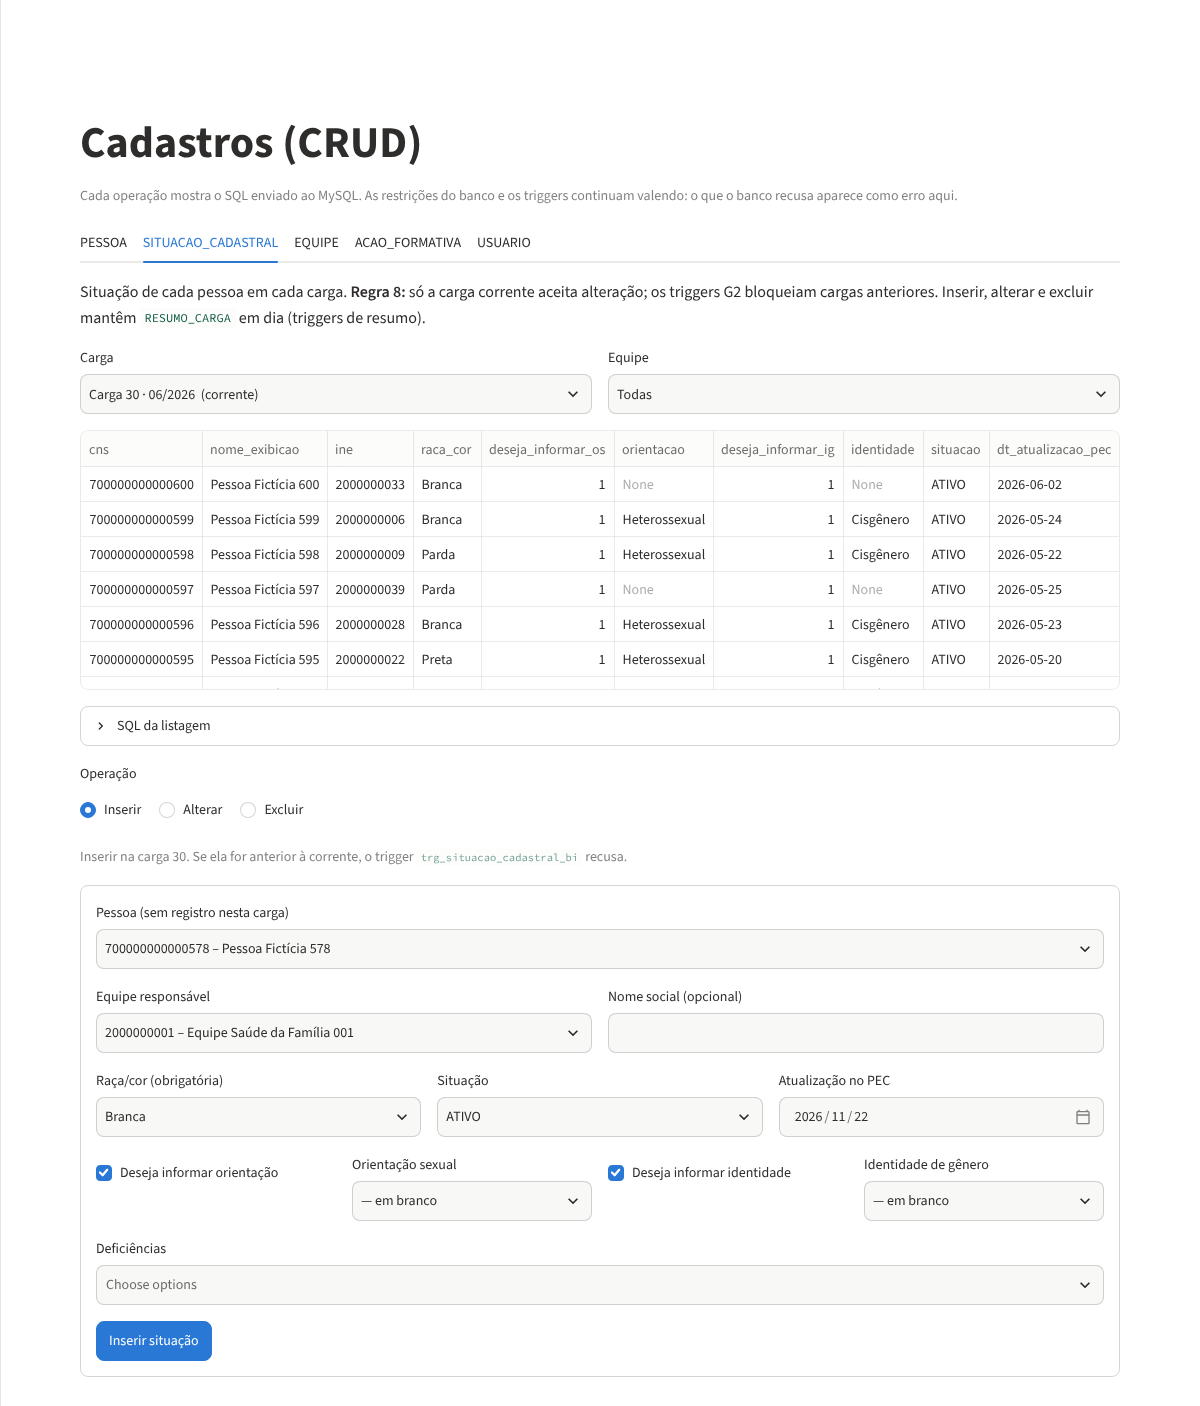 Cadastros (CRUD)
Cada operação mostra o SQL enviado ao MySQL. As restrições do banco e os triggers continuam valendo: o que o banco recusa aparece como erro aqui.
PESSOA SITUACAO_CADASTRAL EQUIPE ACAO_FORMATIVA USUARIO
Situação de cada pessoa em cada carga. Regra 8: só a carga corrente aceita alteração; os triggers G2 bloqueiam cargas anteriores. Inserir, alterar e excluir
mantêm RESUMO_CARGA em dia (triggers de resumo).
Carga Equipe
Carga 30 · 06/2026 (corrente) Todas
cns nome_exibicao ine raca_cor deseja_informar_os orientacao deseja_informar_ig identidade situacao dt_atualizacao_pec
700000000000600 Pessoa Fictícia 600 2000000033 Branca 1 None 1 None ATIVO 2026-06-02
700000000000599 Pessoa Fictícia 599 2000000006 Branca 1 Heterossexual 1 Cisgênero ATIVO 2026-05-24
700000000000598 Pessoa Fictícia 598 2000000009 Parda 1 Heterossexual 1 Cisgênero ATIVO 2026-05-22
700000000000597 Pessoa Fictícia 597 2000000039 Parda 1 None 1 None ATIVO 2026-05-25
700000000000596 Pessoa Fictícia 596 2000000028 Branca 1 Heterossexual 1 Cisgênero ATIVO 2026-05-23
700000000000595 Pessoa Fictícia 595 2000000022 Preta 1 Heterossexual 1 Cisgênero ATIVO 2026-05-20
SQL da listagem
Operação
Inserir Alterar Excluir
Inserir na carga 30. Se ela for anterior à corrente, o trigger trg_situacao_cadastral_bi recusa.
Pessoa (sem registro nesta carga)
700000000000578 – Pessoa Fictícia 578
Equipe responsável Nome social (opcional)
2000000001 – Equipe Saúde da Família 001
Raça/cor (obrigatória) Situação Atualização no PEC
Branca ATIVO 2026 / 11 / 22
Deseja informar orientação Orientação sexual Deseja informar identidade Identidade de gênero
— em branco — em branco
Deficiências
Choose options
Inserir situação